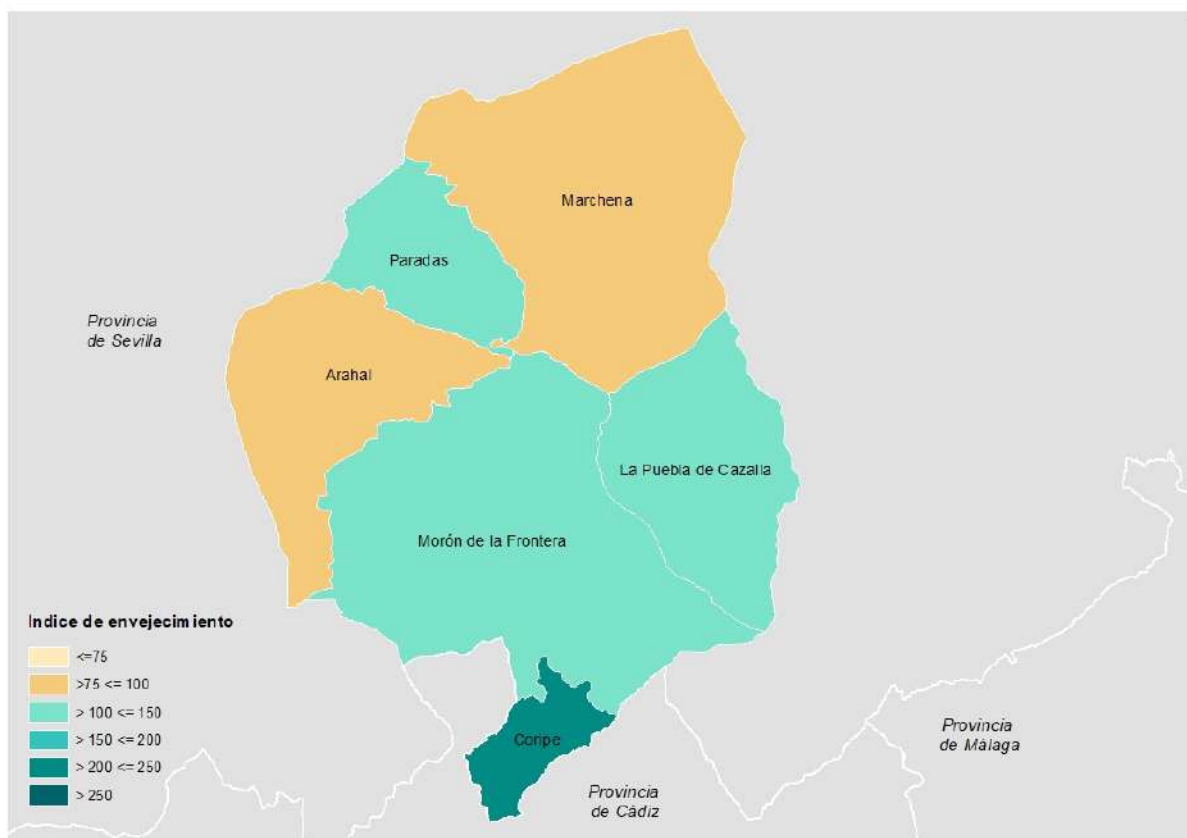 Marchena
Paradas
Provincia
de Sevilla
Arahal
La Puebla de Cazalla
Morón de la Frontera
Indice de envejecimiento
<=75
>75 <= 100
> 100 <= 150
> 150 <= 200
> 200 <= 250
> 250
Coripe
Provincia
de Málaga
Provincia
de Cádiz